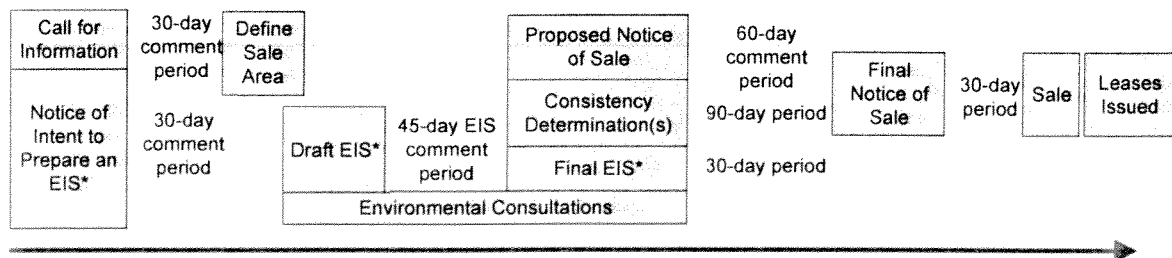 Call for
Information
30-day
comment
period
Define
Sale
Area
Notice of
Intent to
Prepare an
EIS*
30-day
comment
period
Draft EIS*
45-day EIS
comment
period
Proposed Notice
of Sale
Consistency
Determination(s)
Final EIS*
Environmental Consultations
60-day
comment
period
90-day period
30-day period
Final
Notice of
Sale
30-day
period
Sale
Leases
Issued